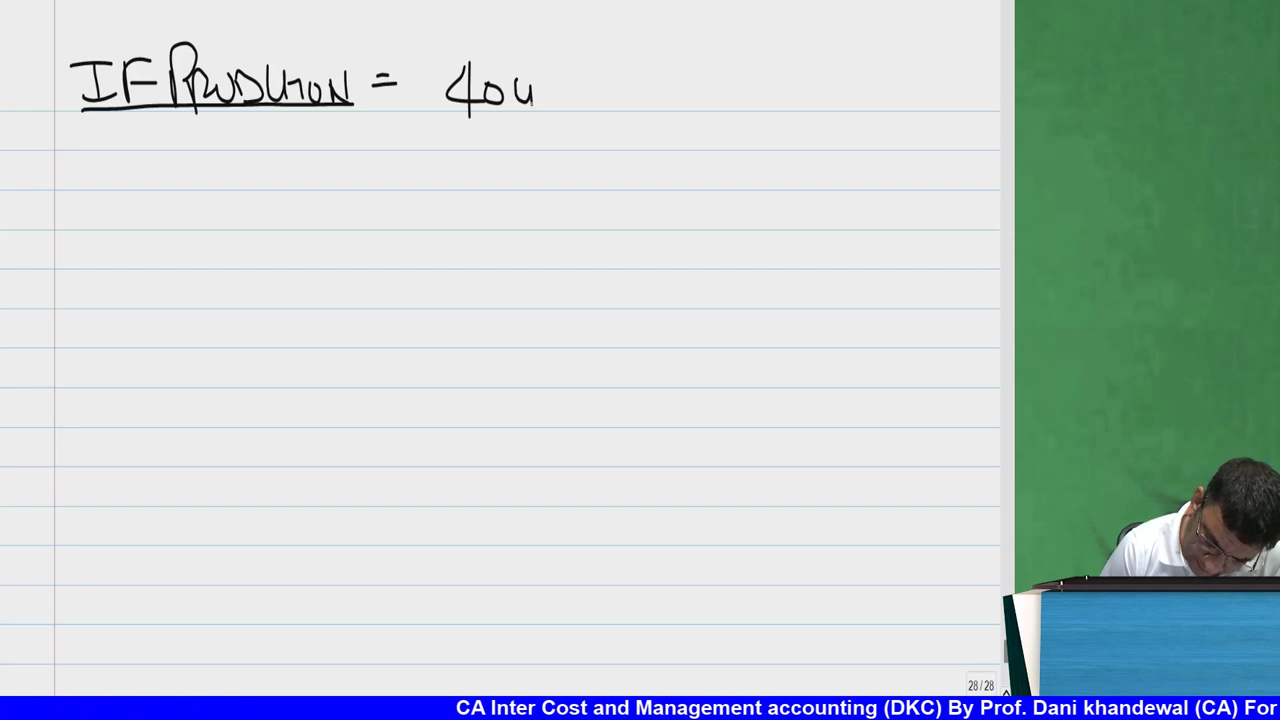 IF PRODUCTION = 40u
28/28
CA Inter Cost and Management accounting (DKC) By Prof. Dani khandewal (CA) For